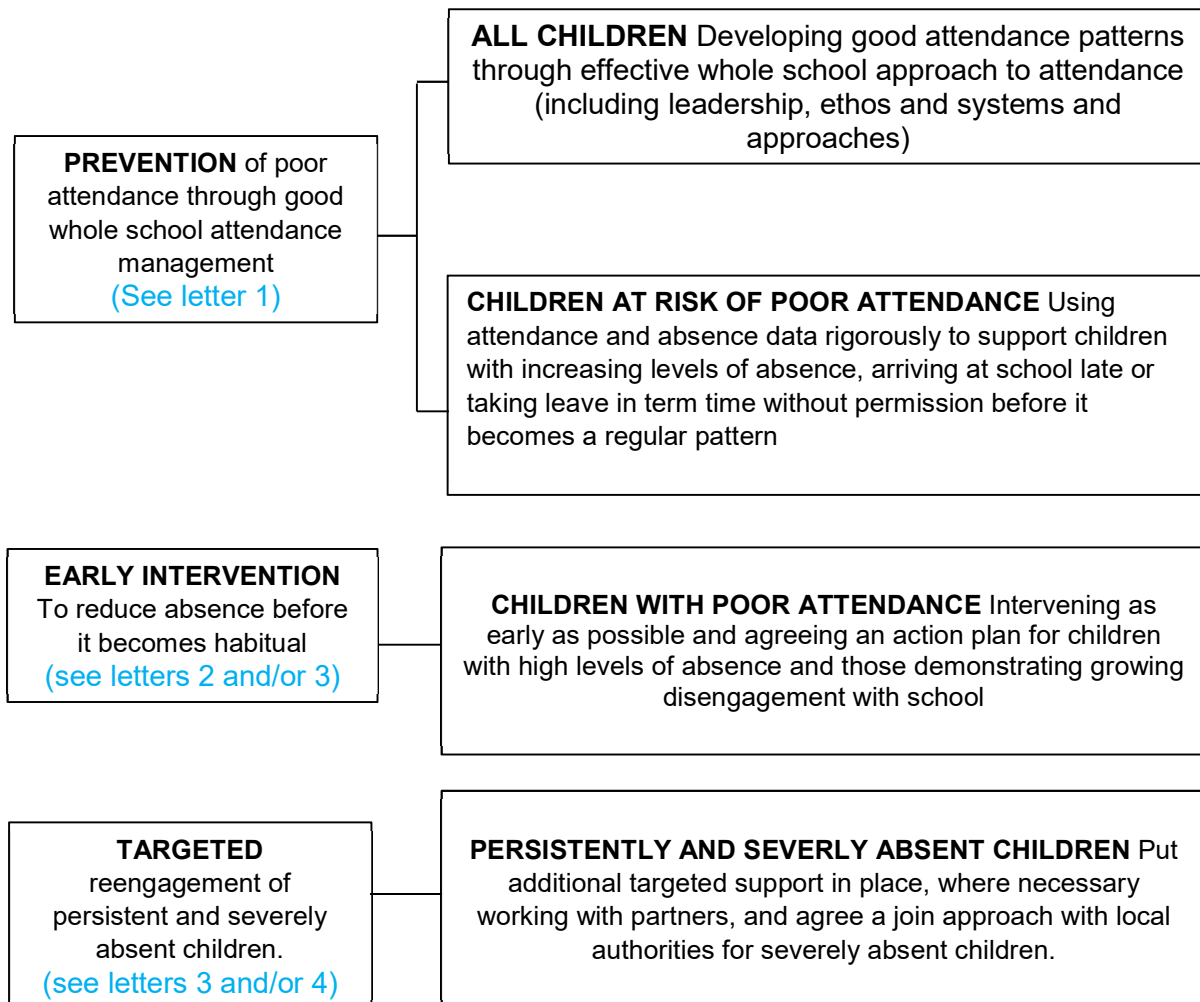 ALL CHILDREN Developing good attendance patterns
through effective whole school approach to attendance
(including leadership, ethos and systems and
approaches)
PREVENTION of poor
attendance through good
whole school attendance
management
(See letter 1)
CHILDREN AT RISK OF POOR ATTENDANCE Using
attendance and absence data rigorously to support children
with increasing levels of absence, arriving at school late or
taking leave in term time without permission before it
becomes a regular pattern
EARLY INTERVENTION
To reduce absence before
it becomes habitual
(see letters 2 and/or 3)
CHILDREN WITH POOR ATTENDANCE Intervening as
early as possible and agreeing an action plan for children
with high levels of absence and those demonstrating growing
disengagement with school
TARGETED
reengagement of
persistent and severely
absent children.
(see letters 3 and/or 4)
PERSISTENTLY AND SEVERLY ABSENT CHILDREN Put
additional targeted support in place, where necessary
working with partners, and agree a join approach with local
authorities for severely absent children.